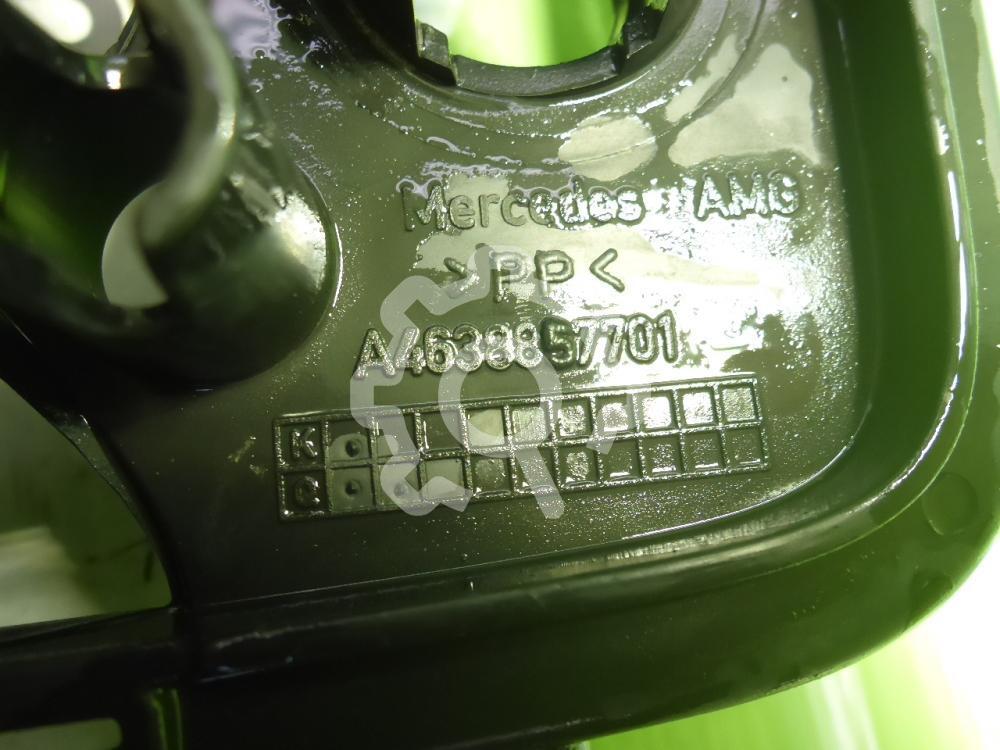 Mercedes AMG
>PP<
A4638857701
K
C